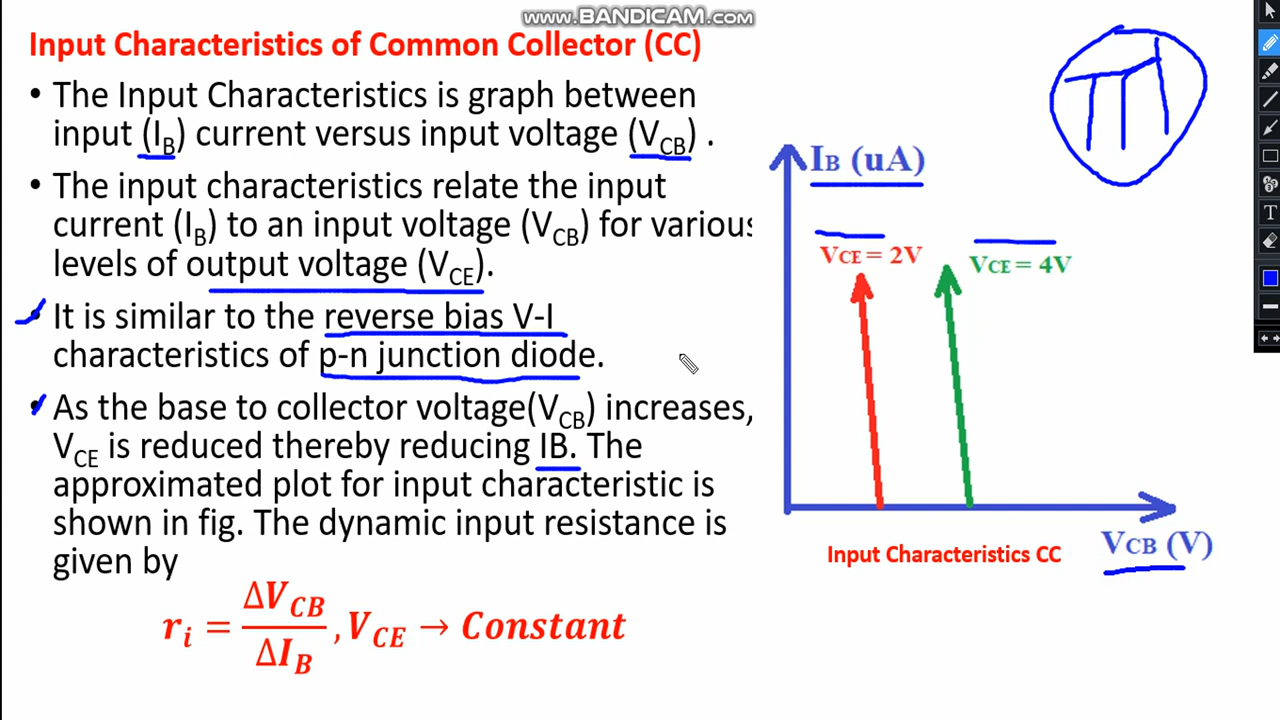 www.BANDICAM.com
Input Characteristics of Common Collector (CC)
• The Input Characteristics is graph between
input (IB) current versus input voltage (VCB) .
• The input characteristics relate the input
current (IB) to an input voltage (VCB) for various
levels of output voltage (VCE).
• It is similar to the reverse bias V-I
characteristics of p-n junction diode.
• As the base to collector voltage(VCB) increases,
VCE is reduced thereby reducing IB. The
approximated plot for input characteristic is
shown in fig. The dynamic input resistance is
given by
ri = ΔVCB / ΔIB , VCE → Constant
IB (uA)
VCE = 2V
VCE = 4V
VCB (V)
Input Characteristics CC
T